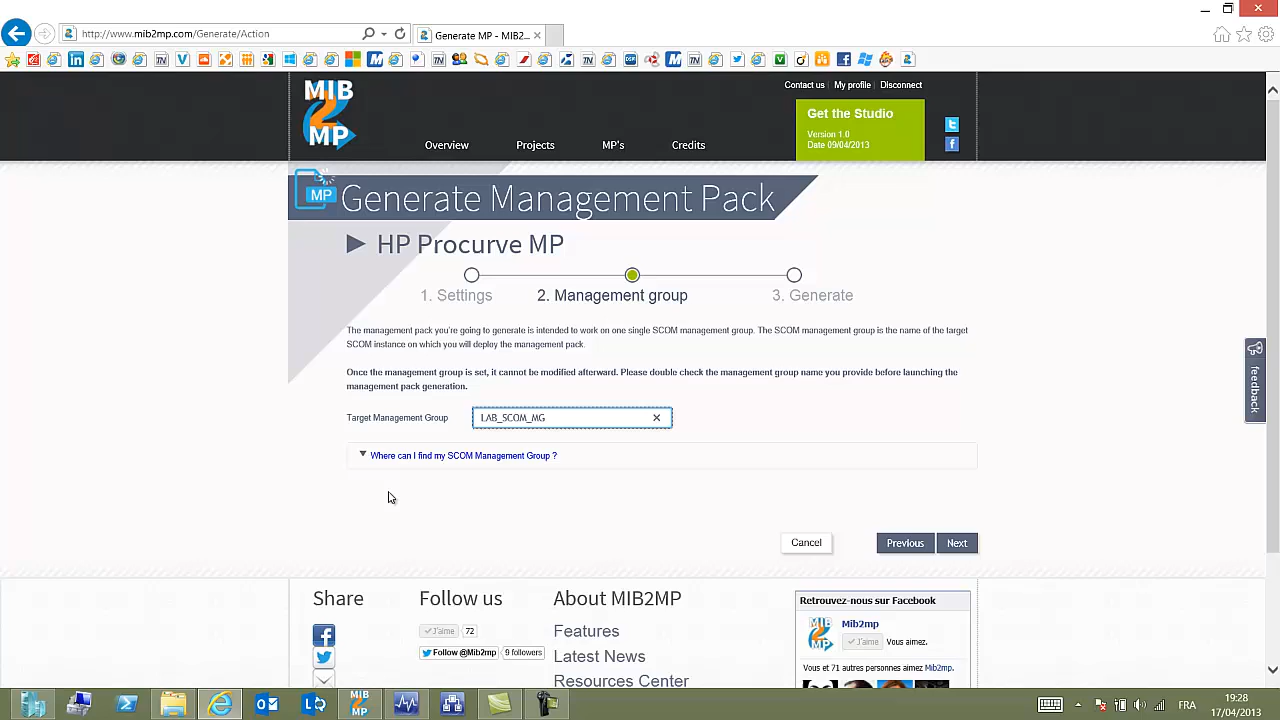 http://www.mib2mp.com/Generate/Action
Generate MP - MIB2...
Contact us | My profile | Disconnect
MIB
2
MP
Get the Studio
Version 1.0
Date 09/04/2013
Overview
Projects
MP's
Credits
MP
Generate Management Pack
HP Procurve MP
1. Settings
2. Management group
3. Generate
The management pack you're going to generate is intended to work on one single SCOM management group. The SCOM management group is the name of the target
SCOM instance on which you will deploy the management pack.
Once the management group is set, it cannot be modified afterward. Please double check the management group name you provide before launching the
management pack generation.
Target Management Group
LAB_SCOM_MG
Where can I find my SCOM Management Group ?
feedback
Cancel
Previous
Next
Share
Follow us
J'aime
72
Follow @Mib2mp
9 followers
About MIB2MP
Features
Latest News
Resources Center
Retrouvez-nous sur Facebook
MIB
2
MP
Mib2mp
J'aime
Vous aimez.
Vous et 71 autres personnes aimez Mib2mp.
MIB
2
MP
FRA
19:28
17/04/2013